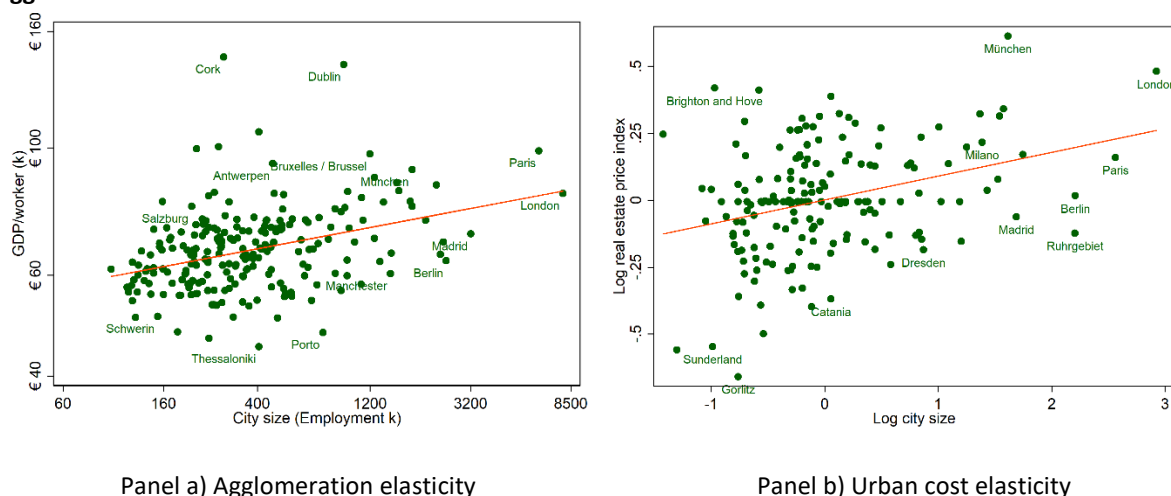 € 160
€ 100
€ 60
€ 40
GDP/worker (k)
Cork
Dublin
Bruxelles / Brussel
Antwerpen
München
Paris
London
Salzburg
Madrid
Berlin
Manchester
Schwerin
Thessaloniki
Porto
60 160 400 1200 3200 8500
City size (Employment k)
Panel a) Agglomeration elasticity
.5
.25
0
-.25
-.5
Log real estate price index
München
London
Brighton and Hove
Milano
Paris
Berlin
Madrid
Ruhrgebiet
Dresden
Catania
Sunderland
Görlitz
-1 0 1 2 3
Log city size
Panel b) Urban cost elasticity